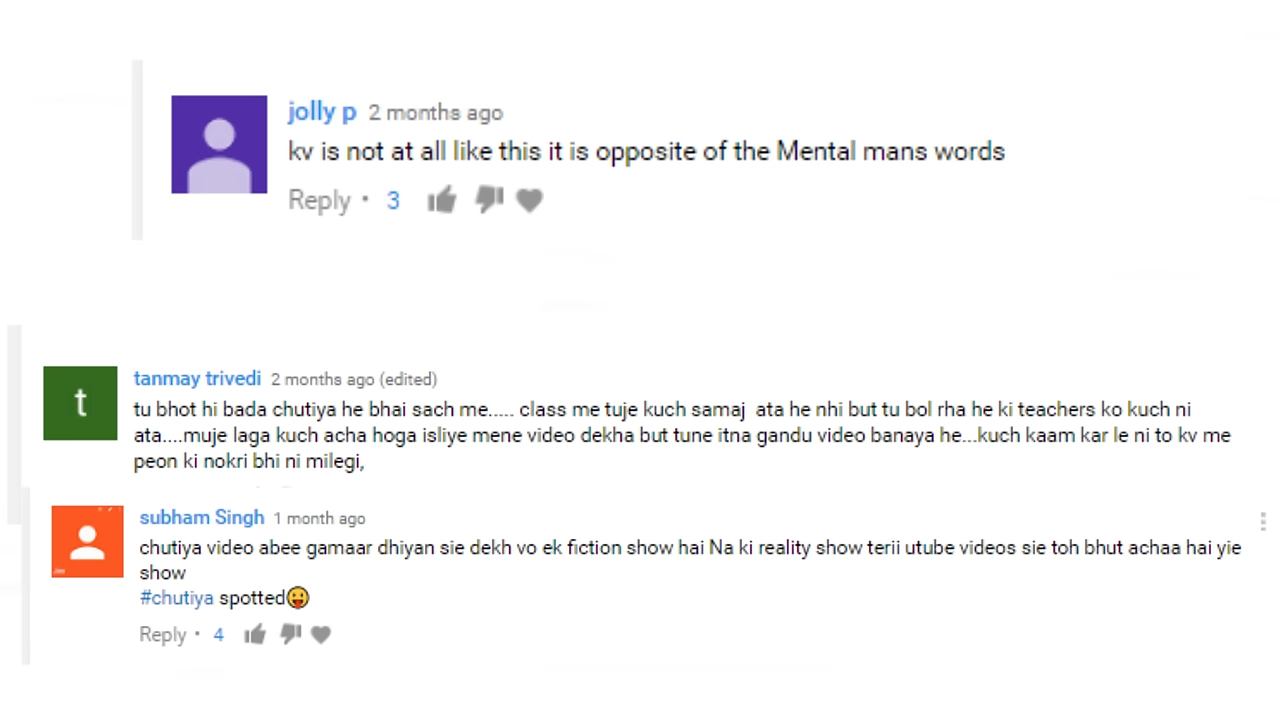 jolly p 2 months ago
kv is not at all like this it is opposite of the Mental mans words
Reply • 3
t
tanmay trivedi 2 months ago (edited)
tu bhot hi bada chutiya he bhai sach me..... class me tuje kuch samaj ata he nhi but tu bol rha he ki teachers ko kuch ni
ata....muje laga kuch acha hoga isliye mene video dekha but tune itna gandu video banaya he...kuch kaam kar le ni to kv me
peon ki nokri bhi ni milegi,
subham Singh 1 month ago
chutiya video abee gamaar dhiyan sie dekh vo ek fiction show hai Na ki reality show terii utube videos sie toh bhut achaa hai yie
show
#chutiya spotted😛
Reply • 4